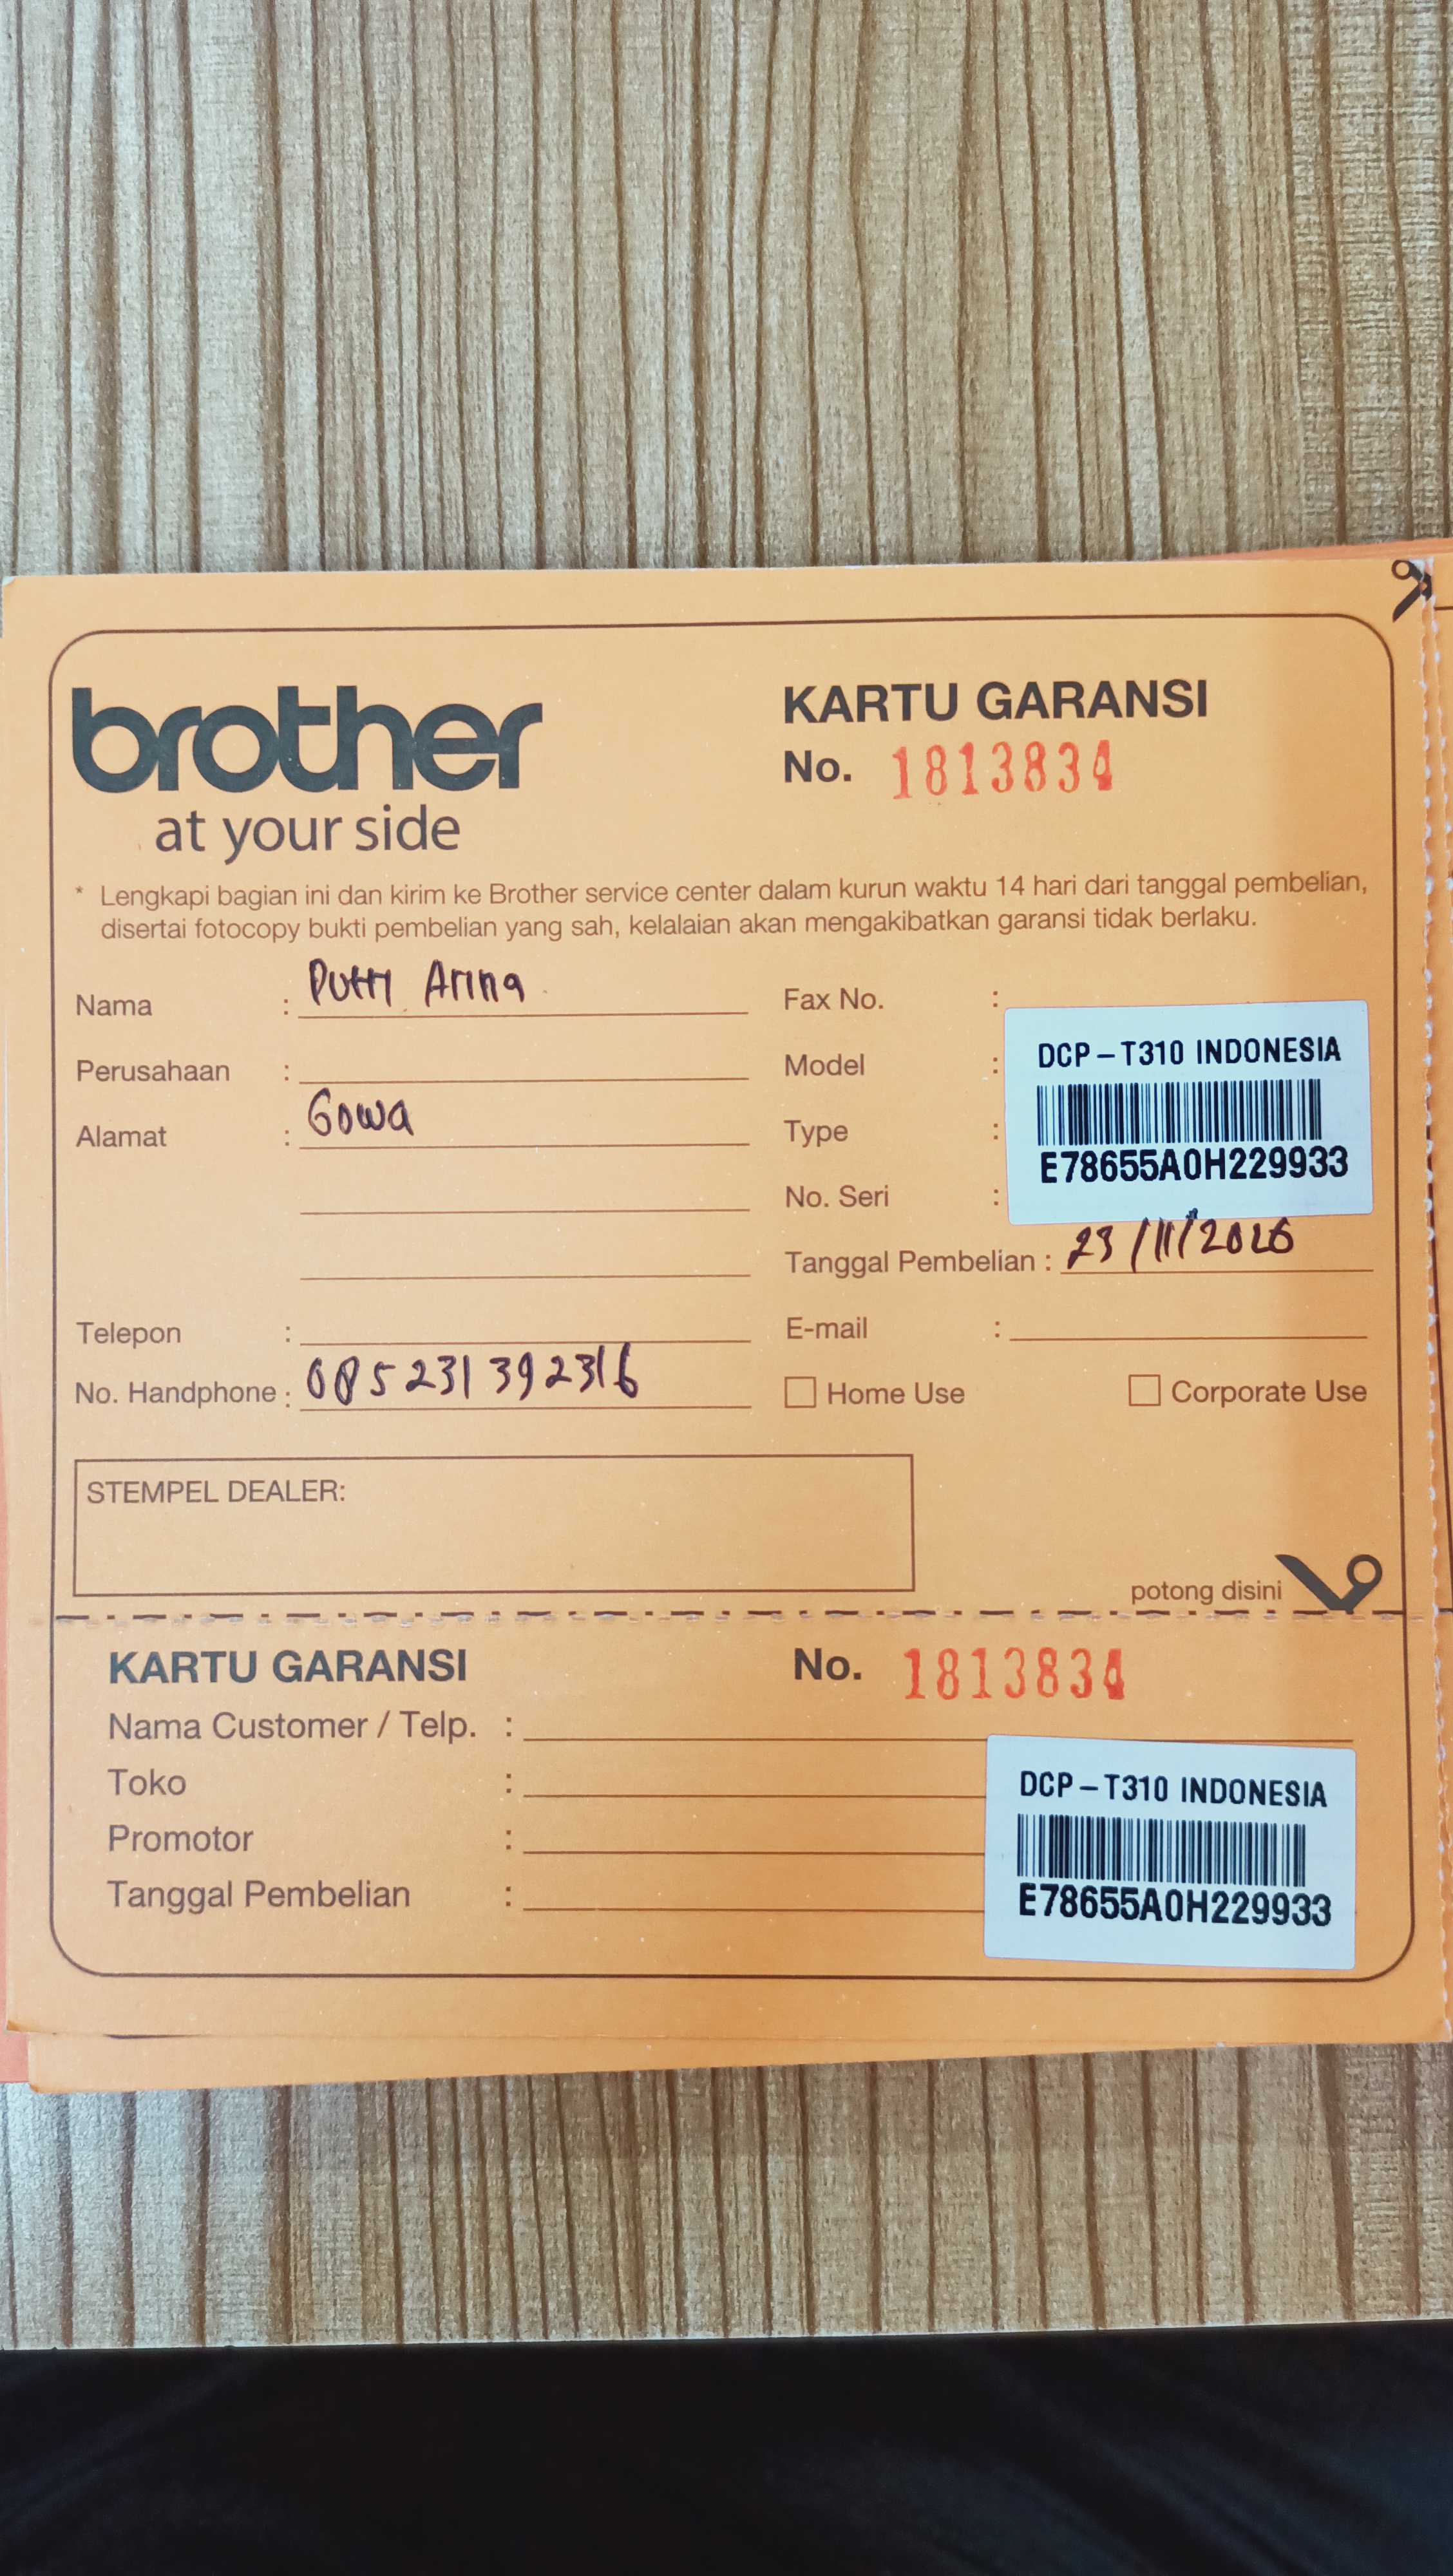 brother
at your side
KARTU GARANSI
No. 1813834
* Lengkapi bagian ini dan kirim ke Brother service center dalam kurun waktu 14 hari dari tanggal pembelian,
disertai fotocopy bukti pembelian yang sah, kelalaian akan mengakibatkan garansi tidak berlaku.
Nama : Putri Arina
Perusahaan :
Alamat : Gowa
Telepon :
No. Handphone : 085231392316
Fax No. :
Model :
Type :
No. Seri :
DCP-T310 INDONESIA
E78655A0H229933
Tanggal Pembelian : 23/11/2026
E-mail :
Home Use
Corporate Use
STEMPEL DEALER:
potong disini
KARTU GARANSI
No. 1813834
Nama Customer / Telp. :
Toko :
Promotor :
Tanggal Pembelian :
DCP-T310 INDONESIA
E78655A0H229933